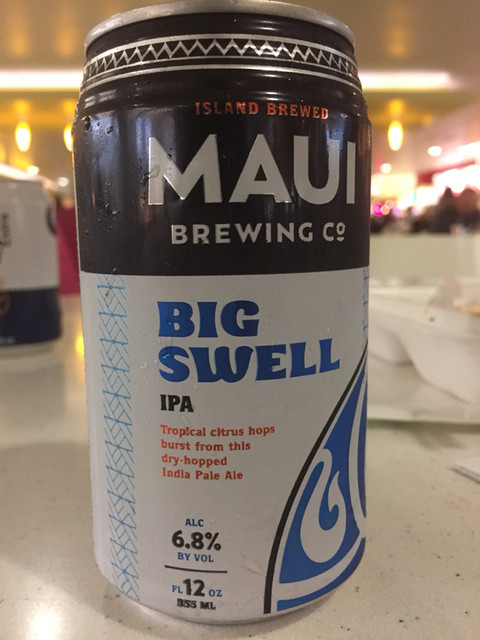 ISLAND BREWED
MAUI
BREWING Cº
BIG
SWELL
IPA
Tropical citrus hops
burst from this
dry-hopped
India Pale Ale
ALC
6.8%
BY VOL
FL 12 OZ
355 ML